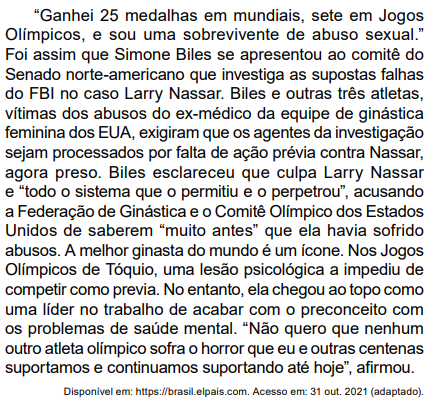 “Ganhei 25 medalhas em mundiais, sete em Jogos
Olímpicos, e sou uma sobrevivente de abuso sexual.”
Foi assim que Simone Biles se apresentou ao comitê do
Senado norte-americano que investiga as supostas falhas
do FBI no caso Larry Nassar. Biles e outras três atletas,
vítimas dos abusos do ex-médico da equipe de ginástica
feminina dos EUA, exigiram que os agentes da investigação
sejam processados por falta de ação prévia contra Nassar,
agora preso. Biles esclareceu que culpa Larry Nassar
e “todo o sistema que o permitiu e o perpetrou”, acusando
a Federação de Ginástica e o Comitê Olímpico dos Estados
Unidos de saberem “muito antes” que ela havia sofrido
abusos. A melhor ginasta do mundo é um ícone. Nos Jogos
Olímpicos de Tóquio, uma lesão psicológica a impediu de
competir como previa. No entanto, ela chegou ao topo como
uma líder no trabalho de acabar com o preconceito com
os problemas de saúde mental. “Não quero que nenhum
outro atleta olímpico sofra o horror que eu e outras centenas
suportamos e continuamos suportando até hoje”, afirmou.
Disponível em: https://brasil.elpais.com. Acesso em: 31 out. 2021 (adaptado).